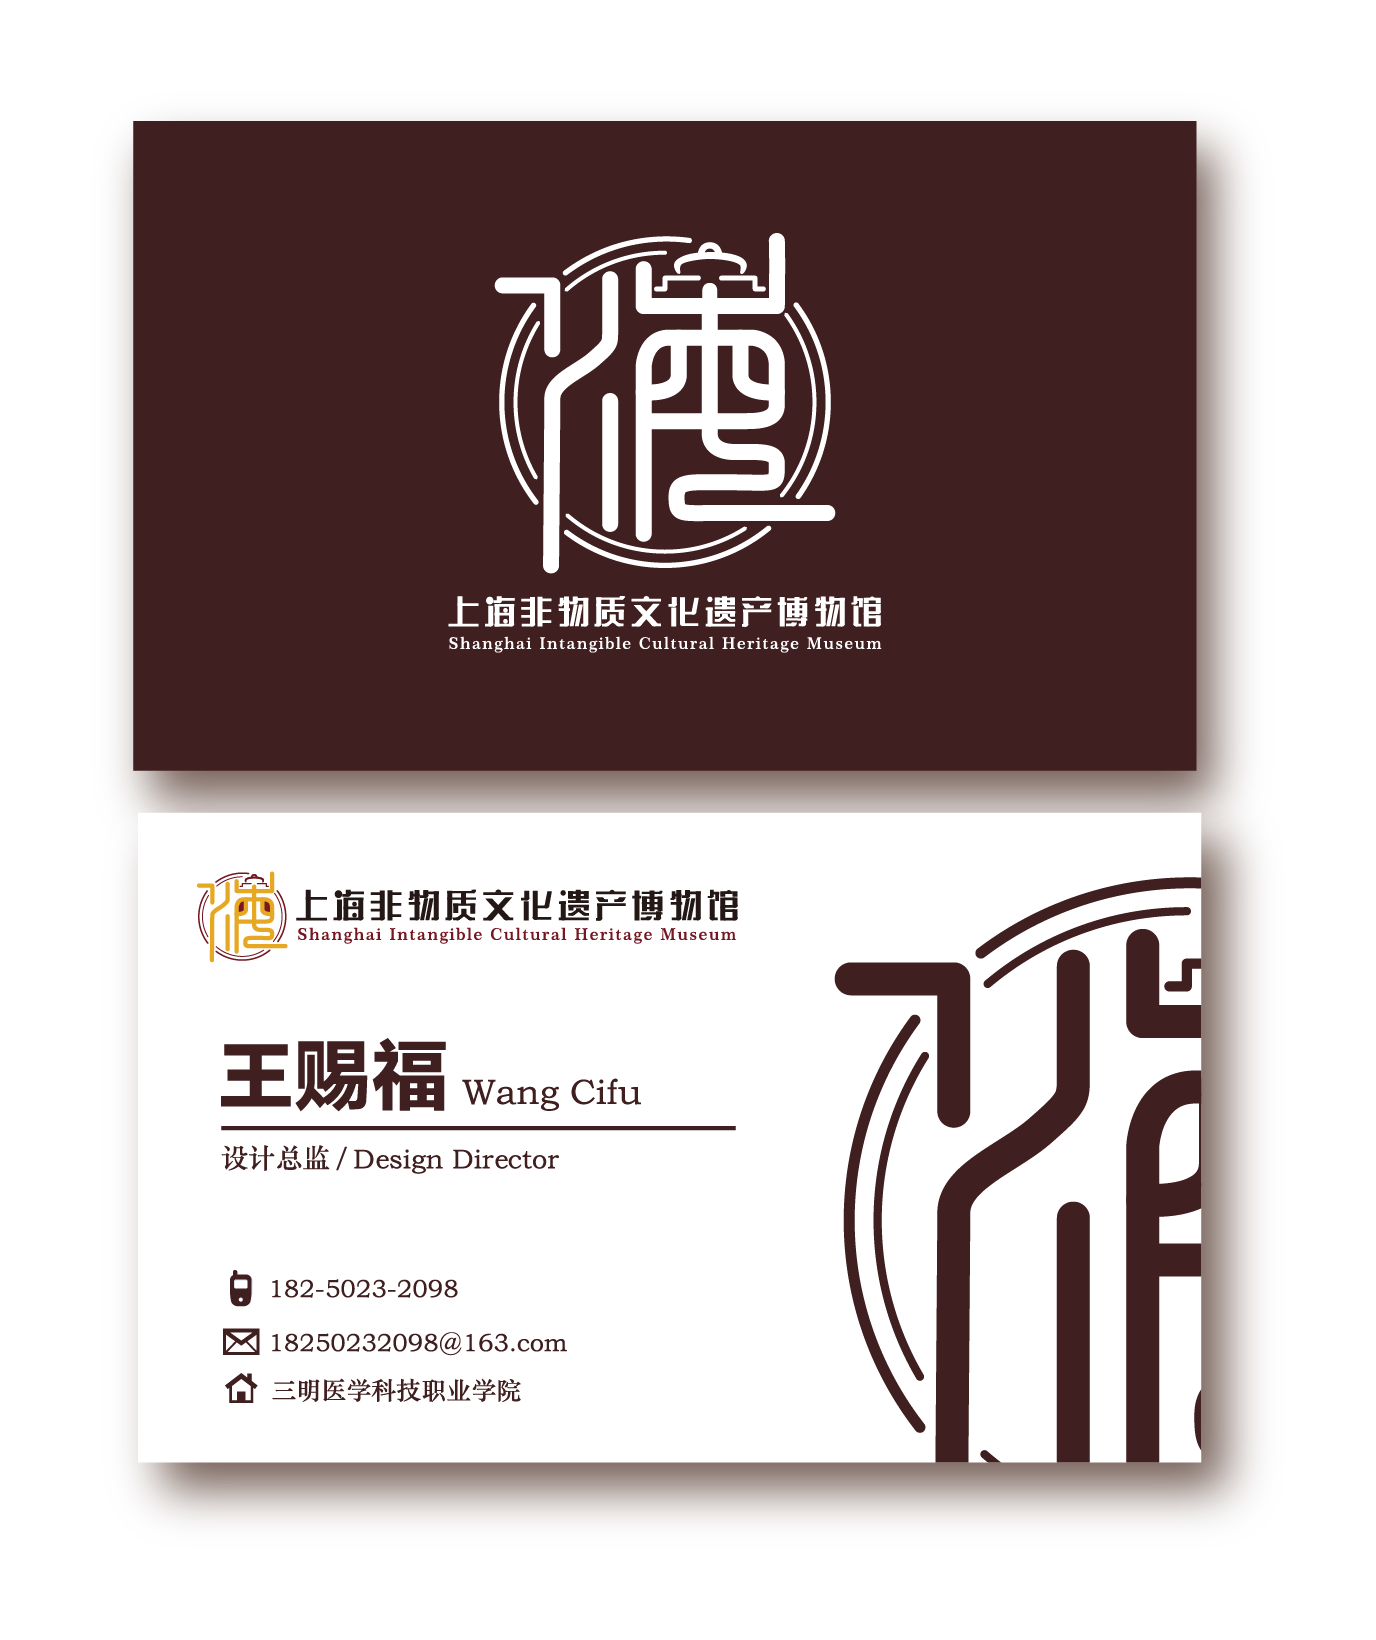 上海非物质文化遗产博物馆
Shanghai Intangible Cultural Heritage Museum
上海非物质文化遗产博物馆
Shanghai Intangible Cultural Heritage Museum
王赐福 Wang Cifu
设计总监 / Design Director
182-5023-2098
18250232098@163.com
三明医学科技职业学院